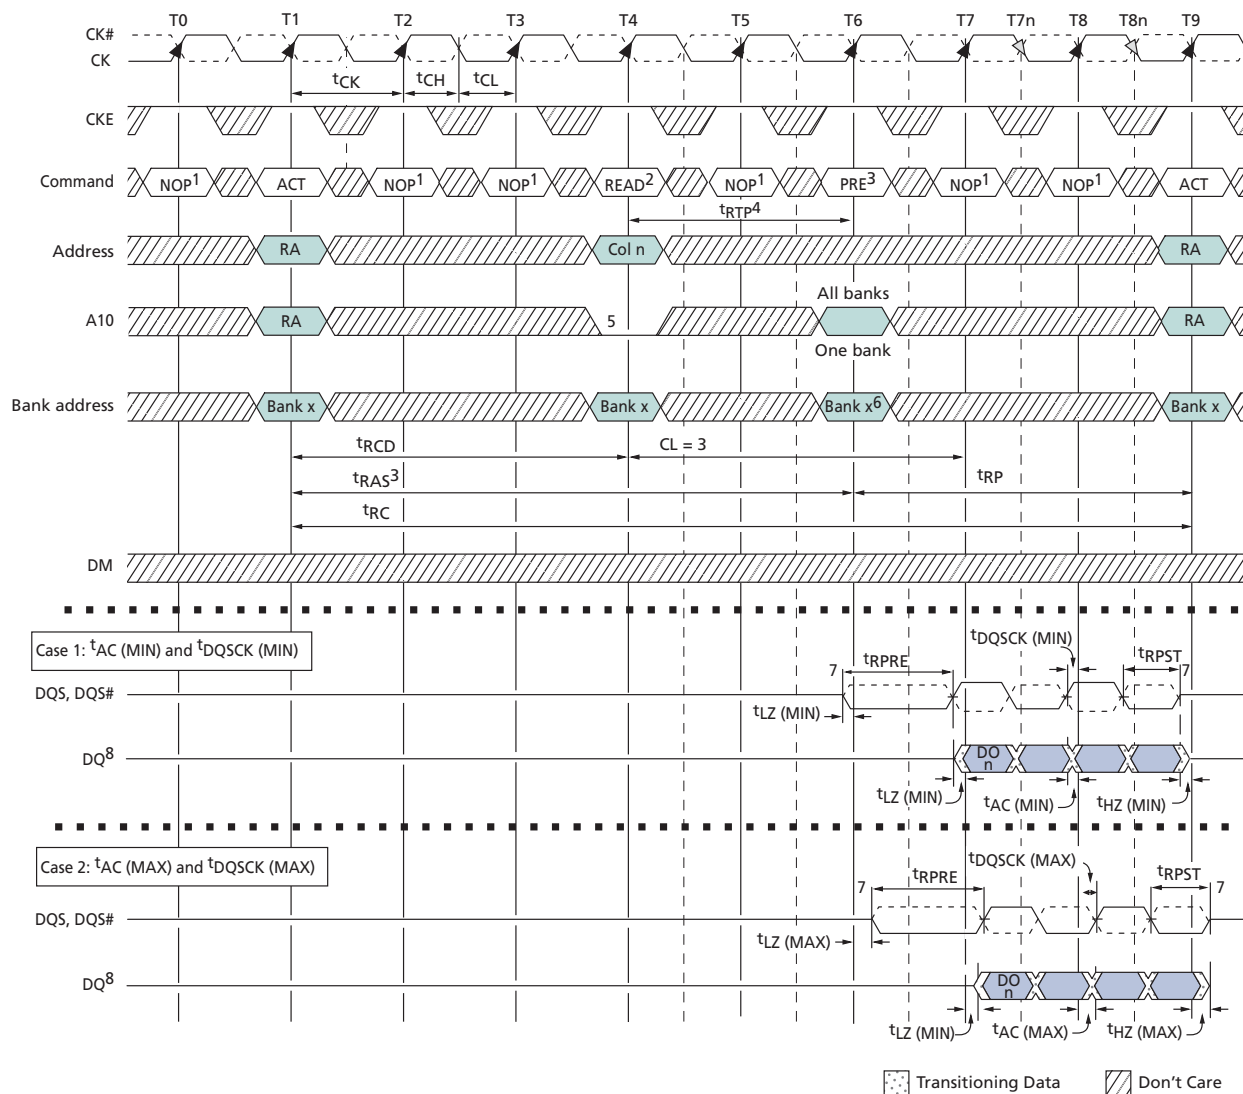 T0 T1 T2 T3 T4 T5 T6 T7 T7n T8 T8n T9
CK#
CK
tCK tCH tCL
CKE
Command NOP1 ACT NOP1 NOP1 READ2 NOP1 PRE3 NOP1 NOP1 ACT
tRTP4
Address RA Col n RA
All banks
A10 RA 5 RA
One bank
Bank address Bank x Bank x Bank x6 Bank x
tRCD CL = 3
tRAS3 tRP
tRC
DM
Case 1: tAC (MIN) and tDQSCK (MIN)
tDQSCK (MIN)
7 tRPRE tRPST 7
DQS, DQS#
tLZ (MIN)
DQ8 DO n
tLZ (MIN) tAC (MIN) tHZ (MIN)
Case 2: tAC (MAX) and tDQSCK (MAX)
tDQSCK (MAX)
7 tRPRE tRPST 7
DQS, DQS#
tLZ (MAX)
DQ8 DO n
tLZ (MIN) tAC (MAX) tHZ (MAX)
Transitioning Data Don't Care